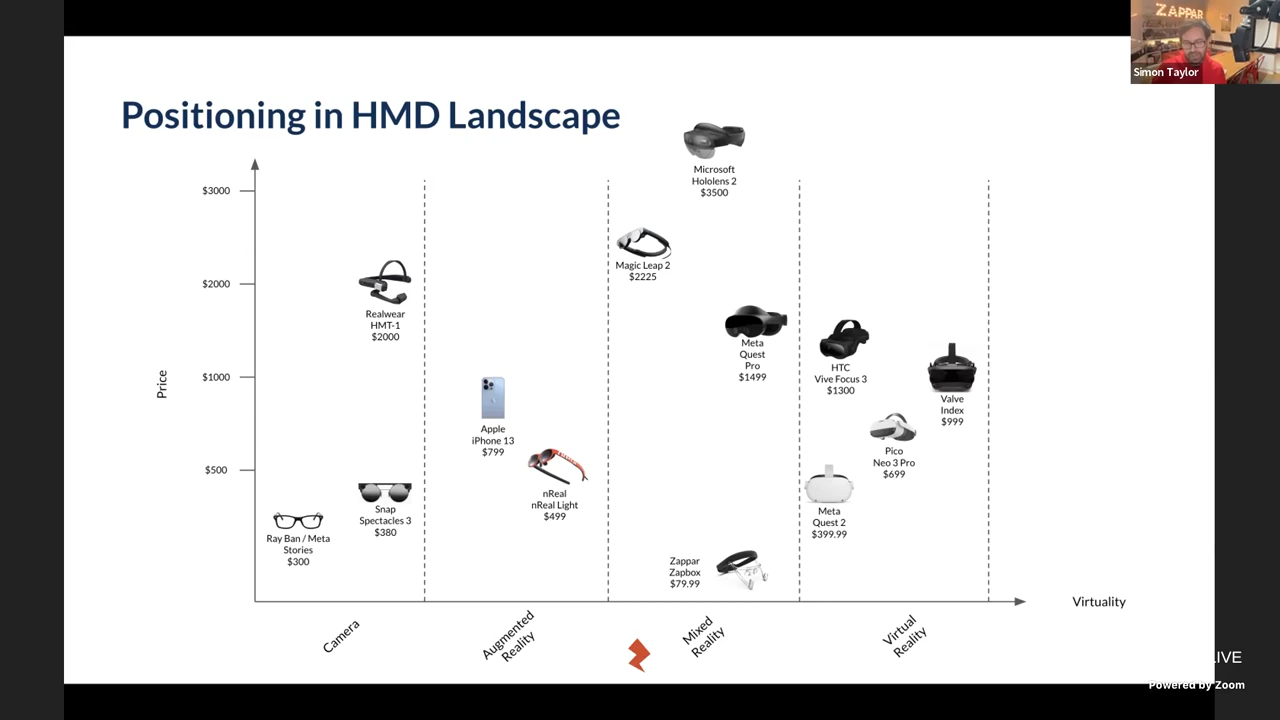 ZAPPAR
Simon Taylor
Positioning in HMD Landscape
Microsoft
Hololens 2
$3500
$3000
Magic Leap 2
$2225
$2000
Realwear
HMT-1
$2000
Meta
Quest
Pro
$1499
HTC
Vive Focus 3
$1300
Valve
Index
$999
Price
$1000
Apple
iPhone 13
$799
Pico
Neo 3 Pro
$699
$500
nReal
nReal Light
$499
Snap
Spectacles 3
$380
Meta
Quest 2
$399.99
Ray Ban / Meta
Stories
$300
Zappar
Zapbox
$79.99
Virtuality
Camera
Augmented
Reality
Mixed
Reality
Virtual
Reality
LIVE
Powered by Zoom